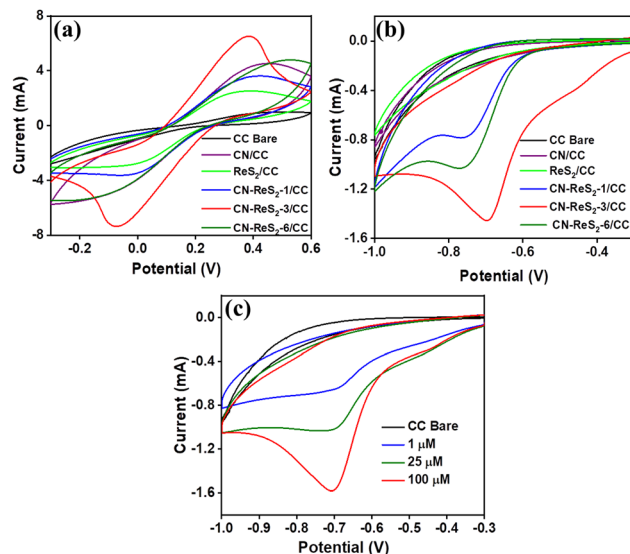 (a)
8
4
0
-4
-8
Current (mA)
-0.3
0.0
0.3
0.6
Potential (V)
CC Bare
CN/CC
ReS₂/CC
CN-ReS₂-1/CC
CN-ReS₂-3/CC
CN-ReS₂-6/CC
(b)
0.0
-0.4
-0.8
-1.2
-1.6
Current (mA)
-1.0
-0.8
-0.6
-0.4
Potential (V)
CC Bare
CN/CC
ReS₂/CC
CN-ReS₂-1/CC
CN-ReS₂-3/CC
CN-ReS₂-6/CC
(c)
0.0
-0.4
-0.8
-1.2
-1.6
Current (mA)
-1.0
-0.9
-0.8
-0.7
-0.6
-0.5
-0.4
-0.3
Potential (V)
CC Bare
1 μM
25 μM
100 μM